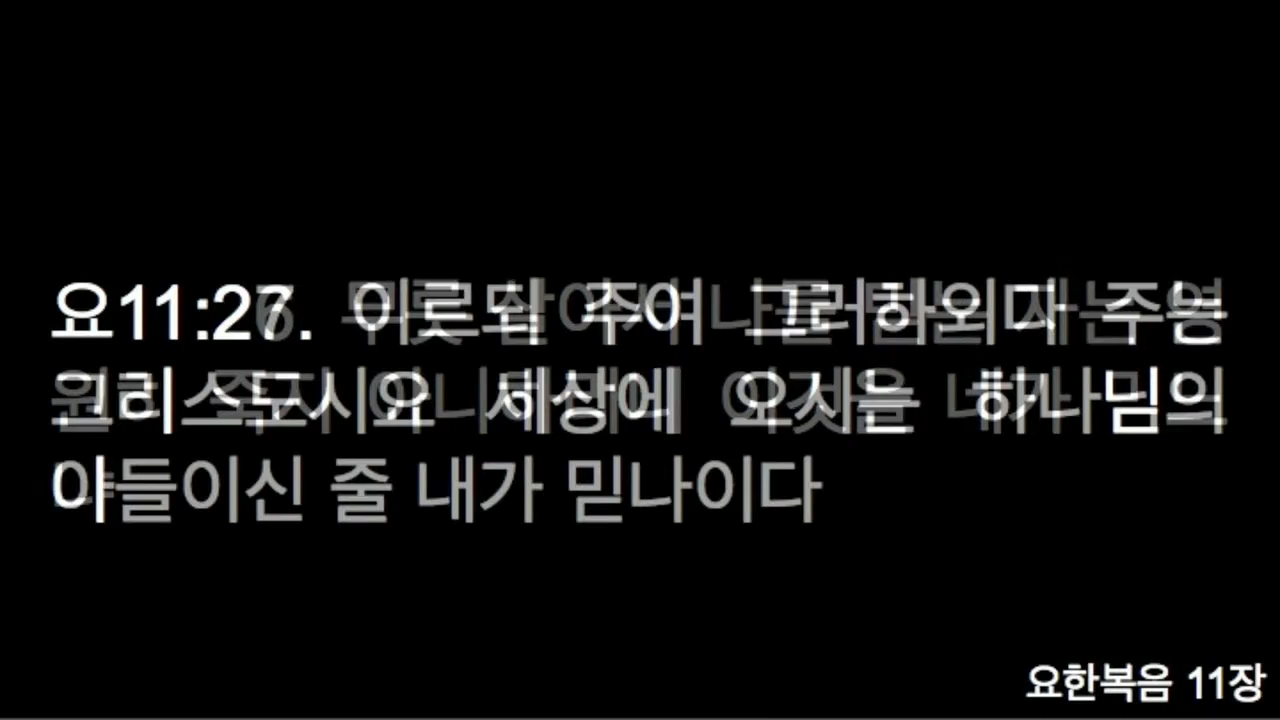 요11:27. 이르되 주여 그러하외다 주는
그리스도시요 세상에 오시는 하나님의
아들이신 줄 내가 믿나이다
요한복음 11장